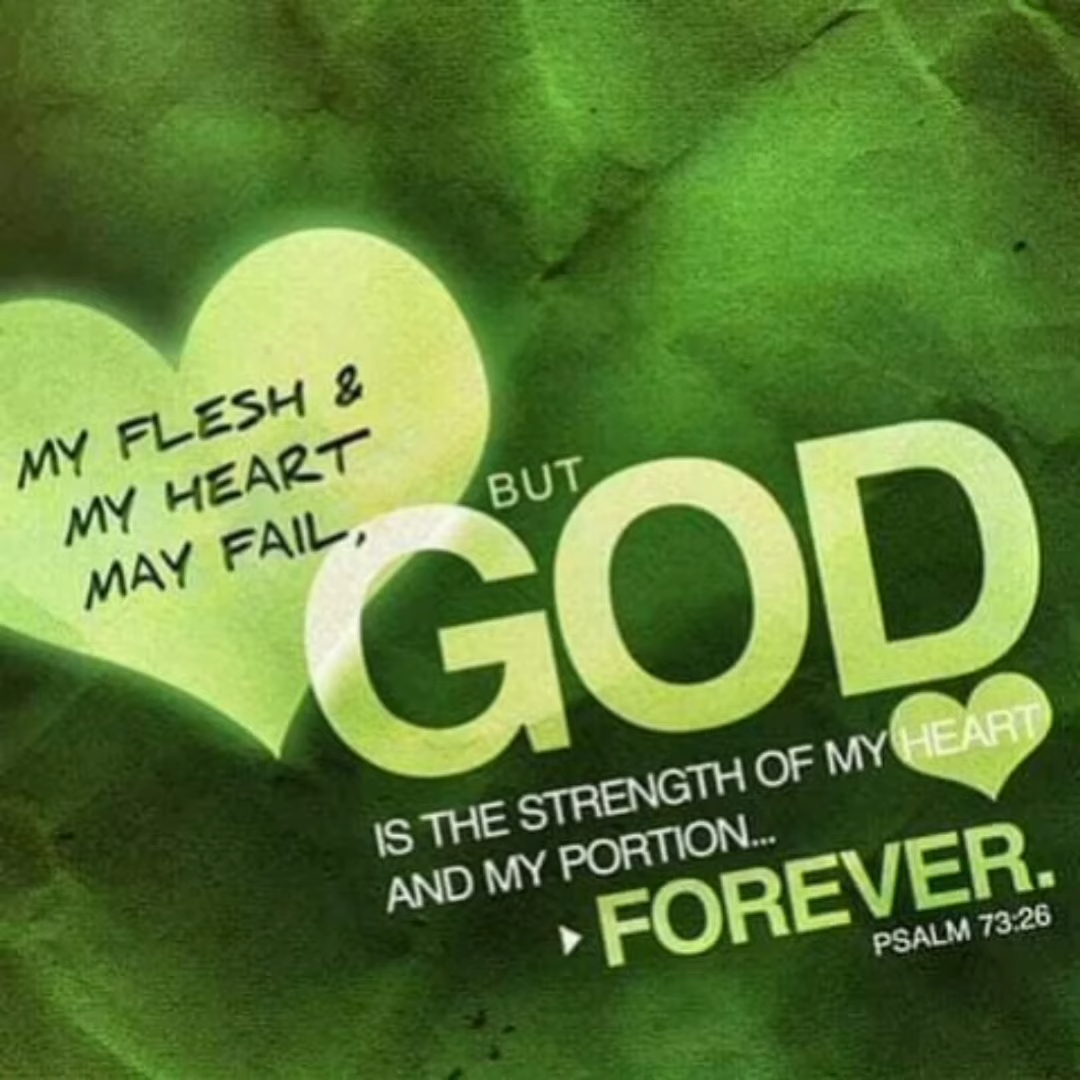 MY FLESH &
MY HEART
MAY FAIL,
BUT
GOD
IS THE STRENGTH OF MY HEART
AND MY PORTION...
FOREVER.
PSALM 73:26